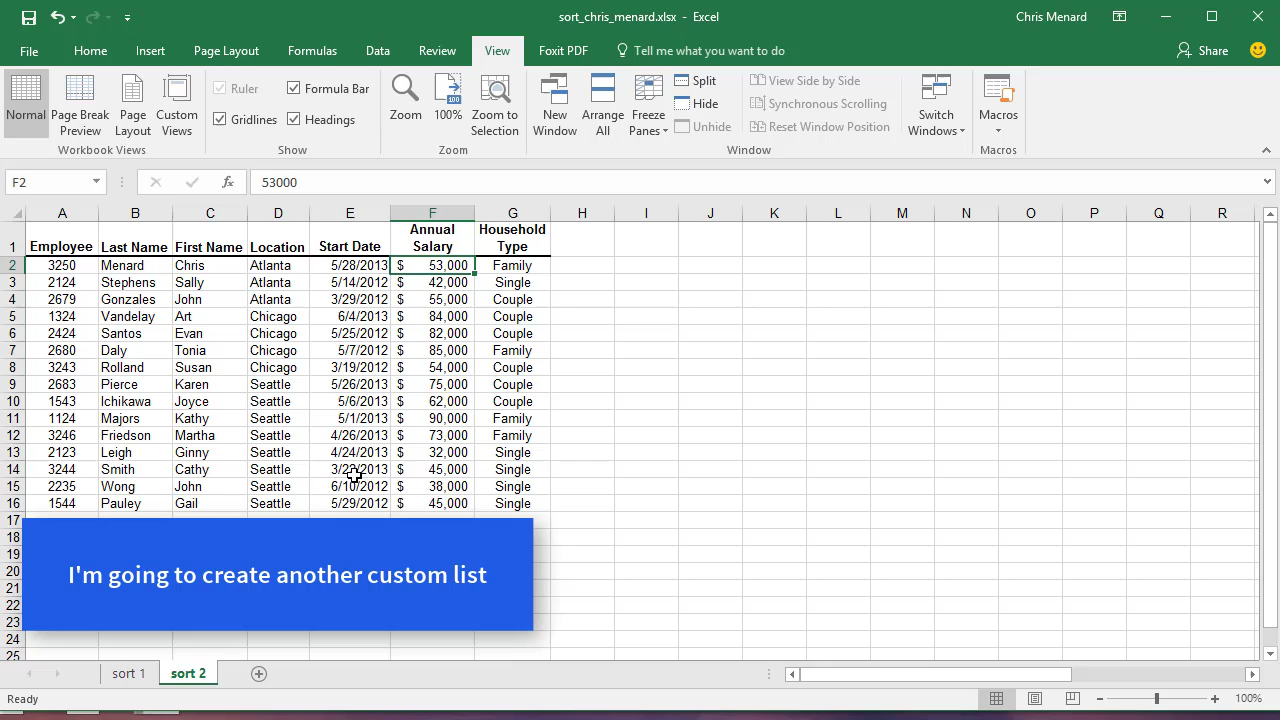 sort_chris_menard.xlsx - Excel
Chris Menard
File Home Insert Page Layout Formulas Data Review View Foxit PDF Tell me what you want to do Share
Normal Page Break Preview Page Layout Custom Views
Ruler Formula Bar
Gridlines Headings
Zoom 100% Zoom to Selection
New Window Arrange All Freeze Panes
Split
Hide
Unhide
View Side by Side
Synchronous Scrolling
Reset Window Position
Switch Windows
Macros
Workbook Views Show Zoom Window Macros
F2 fx 53000
A B C D E F G H I J K L M N O P Q R
1 Employee Last Name First Name Location Start Date Annual Salary Household Type
2 3250 Menard Chris Atlanta 5/28/2013 $ 53,000 Family
3 2124 Stephens Sally Atlanta 5/14/2012 $ 42,000 Single
4 2679 Gonzales John Atlanta 3/29/2012 $ 55,000 Couple
5 1324 Vandelay Art Chicago 6/4/2013 $ 84,000 Couple
6 2424 Santos Evan Chicago 5/25/2012 $ 82,000 Couple
7 2680 Daly Tonia Chicago 5/7/2012 $ 85,000 Family
8 3243 Rolland Susan Chicago 3/19/2012 $ 54,000 Couple
9 2683 Pierce Karen Seattle 5/26/2013 $ 75,000 Couple
10 1543 Ichikawa Joyce Seattle 5/6/2013 $ 62,000 Couple
11 1124 Majors Kathy Seattle 5/1/2013 $ 90,000 Family
12 3246 Friedson Martha Seattle 4/26/2013 $ 73,000 Family
13 2123 Leigh Ginny Seattle 4/24/2013 $ 32,000 Single
14 3244 Smith Cathy Seattle $ 45,000 Single
15 2235 Wong John Seattle 6/10/2012 $ 38,000 Single
16 1544 Pauley Gail Seattle 5/29/2012 $ 45,000 Single
17
18
19
20
21
22
23
24
25
I'm going to create another custom list
sort 1 sort 2
Ready 100%